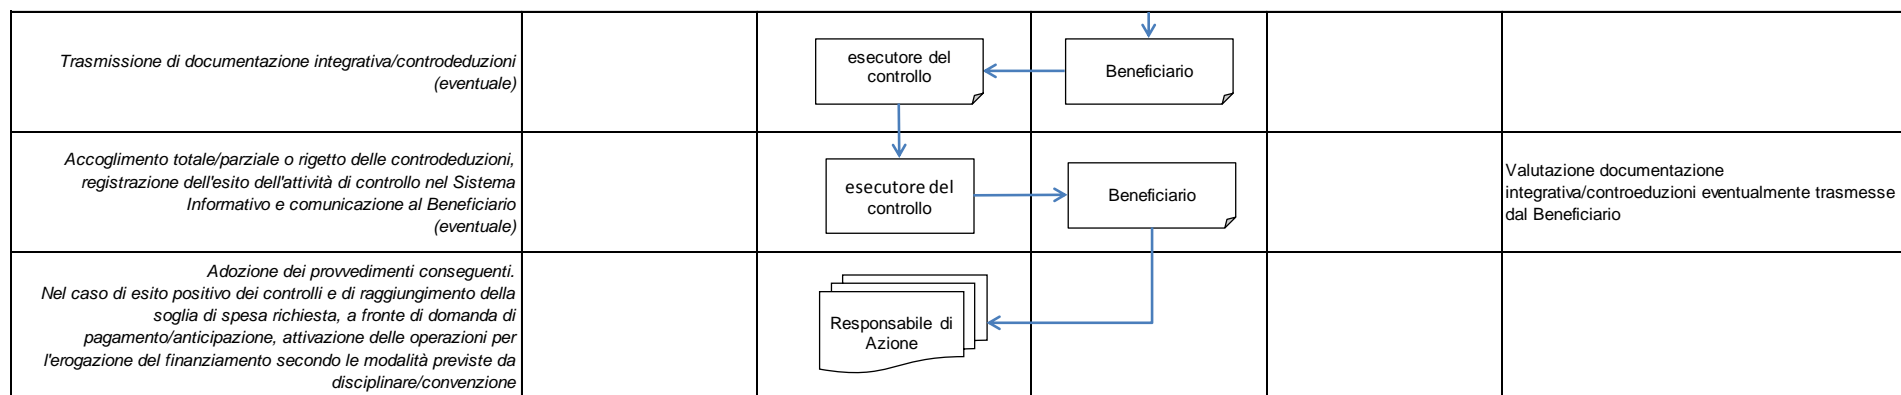 Trasmissione di documentazione integrativa/controdeduzioni
(eventuale)
esecutore del
controllo
Beneficiario
Accoglimento totale/parziale o rigetto delle controdeduzioni,
registrazione dell'esito dell'attività di controllo nel Sistema
Informativo e comunicazione al Beneficiario
(eventuale)
esecutore del
controllo
Beneficiario
Valutazione documentazione
integrativa/controeduzioni eventualmente trasmesse
dal Beneficiario
Adozione dei provvedimenti conseguenti.
Nel caso di esito positivo dei controlli e di raggiungimento della
soglia di spesa richiesta, a fronte di domanda di
pagamento/anticipazione, attivazione delle operazioni per
l'erogazione del finanziamento secondo le modalità previste da
disciplinare/convenzione
Responsabile di
Azione